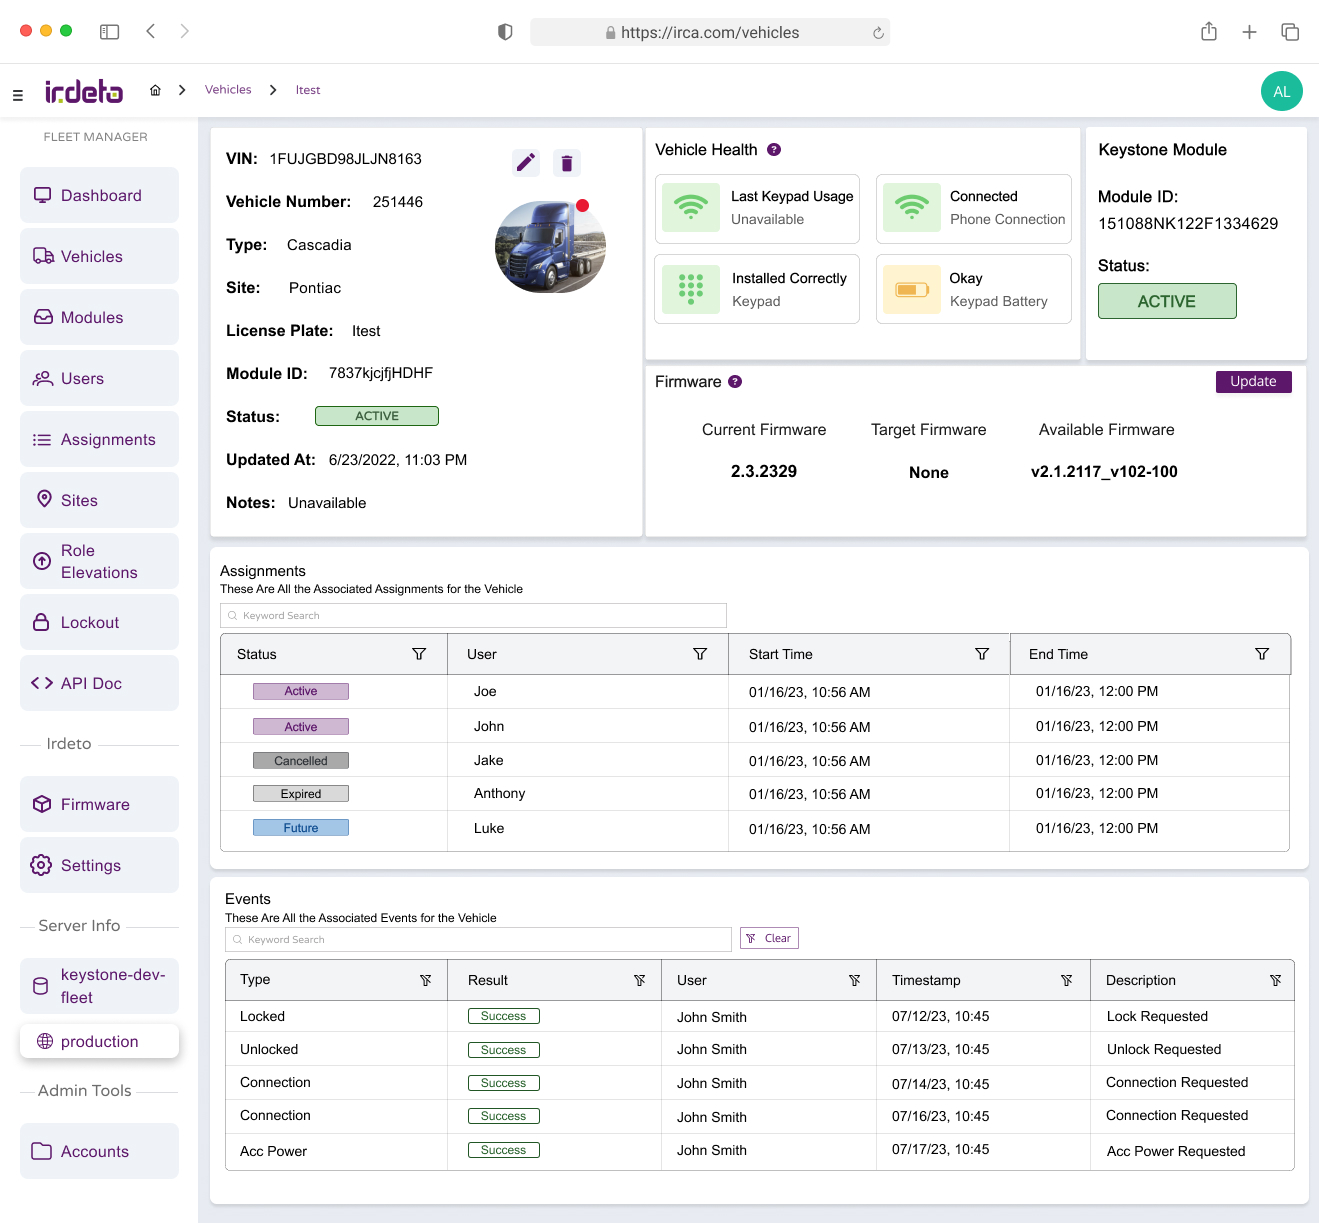 https://irca.com/vehicles
irdeto
Vehicles
Itest
AL
FLEET MANAGER
Dashboard
Vehicles
Modules
Users
Assignments
Sites
Role
Elevations
Lockout
API Doc
Irdeto
Firmware
Settings
Server Info
keystone-dev-
fleet
production
Admin Tools
Accounts
VIN: 1FUJGBD98JLJN8163
Vehicle Number: 251446
Type: Cascadia
Site: Pontiac
License Plate: Itest
Module ID: 7837kjcjfjHDHF
Status: ACTIVE
Updated At: 6/23/2022, 11:03 PM
Notes: Unavailable
Vehicle Health ?
Last Keypad Usage
Unavailable
Connected
Phone Connection
Installed Correctly
Keypad
Okay
Keypad Battery
Keystone Module
Module ID:
151088NK122F1334629
Status:
ACTIVE
Firmware ?
Update
Current Firmware Target Firmware Available Firmware
2.3.2329 None v2.1.2117_v102-100
Assignments
These Are All the Associated Assignments for the Vehicle
Keyword Search
Status User Start Time End Time
Active Joe 01/16/23, 10:56 AM 01/16/23, 12:00 PM
Active John 01/16/23, 10:56 AM 01/16/23, 12:00 PM
Cancelled Jake 01/16/23, 10:56 AM 01/16/23, 12:00 PM
Expired Anthony 01/16/23, 10:56 AM 01/16/23, 12:00 PM
Future Luke 01/16/23, 10:56 AM 01/16/23, 12:00 PM
Events
These Are All the Associated Events for the Vehicle
Keyword Search
Clear
Type Result User Timestamp Description
Locked Success John Smith 07/12/23, 10:45 Lock Requested
Unlocked Success John Smith 07/13/23, 10:45 Unlock Requested
Connection Success John Smith 07/14/23, 10:45 Connection Requested
Connection Success John Smith 07/16/23, 10:45 Connection Requested
Acc Power Success John Smith 07/17/23, 10:45 Acc Power Requested